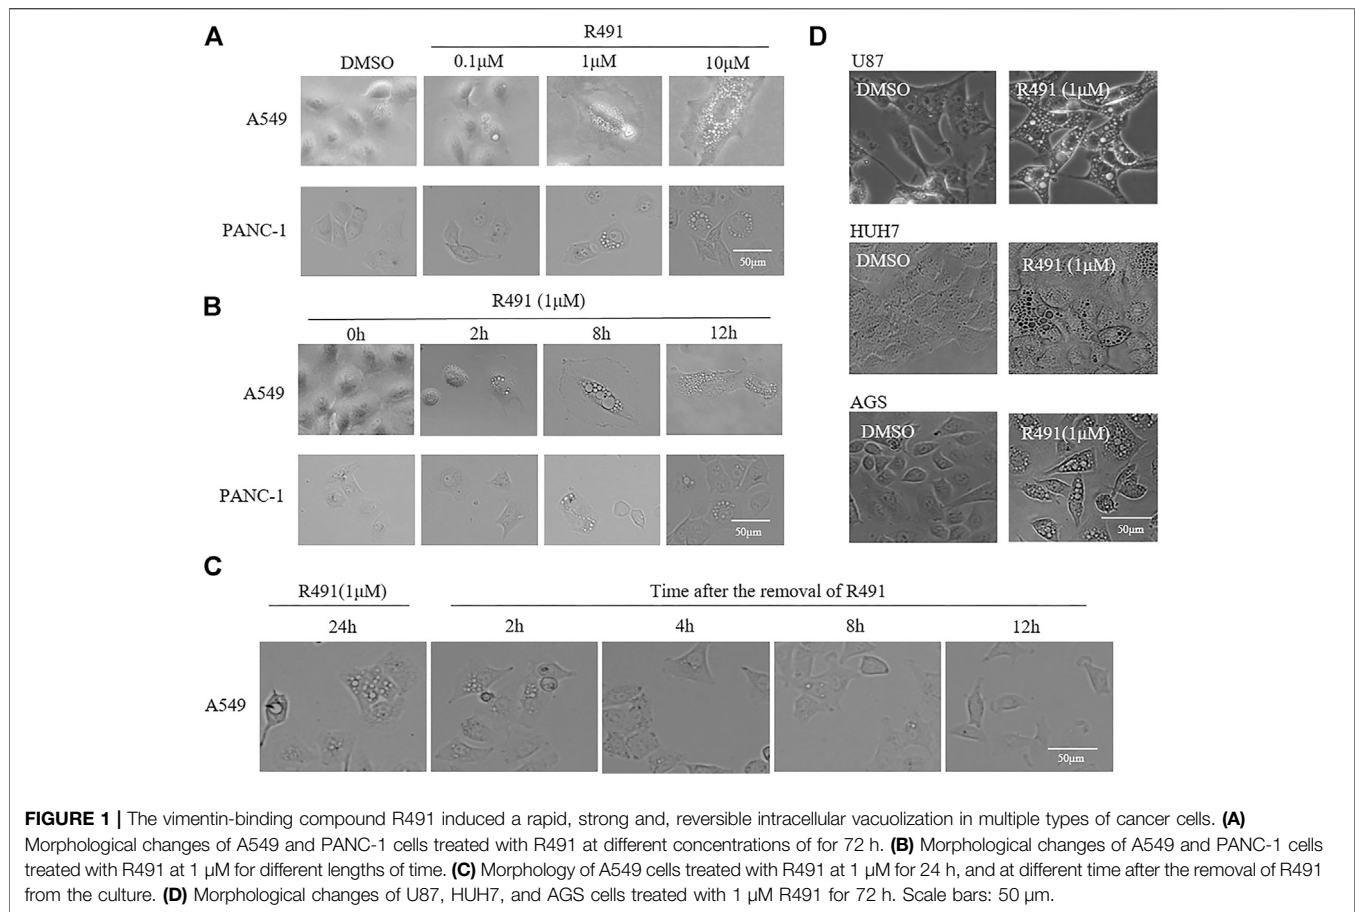 A
R491
DMSO
0.1μM
1μM
10μM
A549
PANC-1
50μm
B
R491 (1μM)
0h
2h
8h
12h
A549
PANC-1
50μm
C
R491(1μM)
Time after the removal of R491
24h
2h
4h
8h
12h
A549
50μm
D
U87
DMSO
R491 (1μM)
HUH7
DMSO
R491 (1μM)
AGS
DMSO
R491(1μM)
50μm
FIGURE 1 | The vimentin-binding compound R491 induced a rapid, strong and, reversible intracellular vacuolization in multiple types of cancer cells. (A)
Morphological changes of A549 and PANC-1 cells treated with R491 at different concentrations of for 72 h. (B) Morphological changes of A549 and PANC-1 cells
treated with R491 at 1 μM for different lengths of time. (C) Morphology of A549 cells treated with R491 at 1 μM for 24 h, and at different time after the removal of R491
from the culture. (D) Morphological changes of U87, HUH7, and AGS cells treated with 1 μM R491 for 72 h. Scale bars: 50 μm.